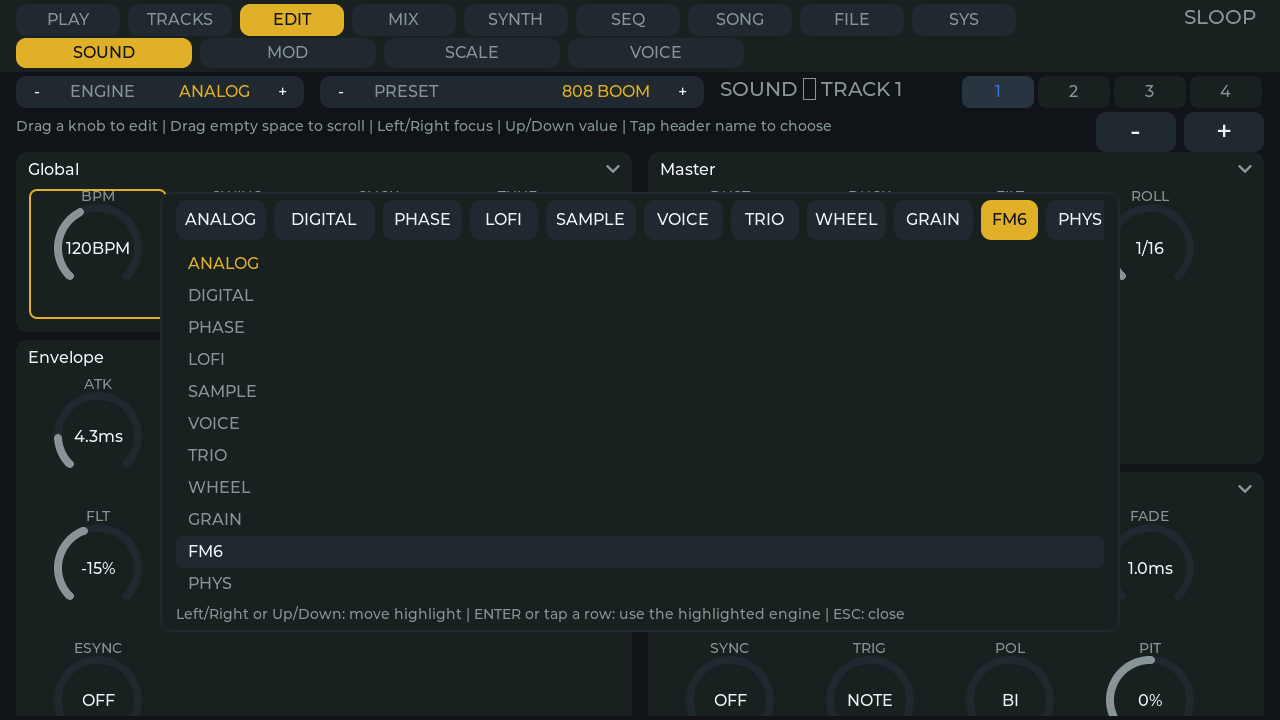 PLAY TRACKS EDIT MIX SYNTH SEQ SONG FILE SYS SLOOP
SOUND MOD SCALE VOICE
- ENGINE ANALOG + - PRESET 808 BOOM + SOUND TRACK 1 1 2 3 4
Drag a knob to edit | Drag empty space to scroll | Left/Right focus | Up/Down value | Tap header name to choose
- +
Global Master
BPM ROLL
ANALOG DIGITAL PHASE LOFI SAMPLE VOICE TRIO WHEEL GRAIN FM6 PHYS
120BPM 1/16
ANALOG
DIGITAL
PHASE
LOFI
SAMPLE
VOICE
TRIO
WHEEL
GRAIN
FM6
PHYS
Left/Right or Up/Down: move highlight | ENTER or tap a row: use the highlighted engine | ESC: close
Envelope
ATK
4.3ms
FLT FADE
-15% 1.0ms
ESYNC SYNC TRIG POL PIT
OFF OFF NOTE BI 0%